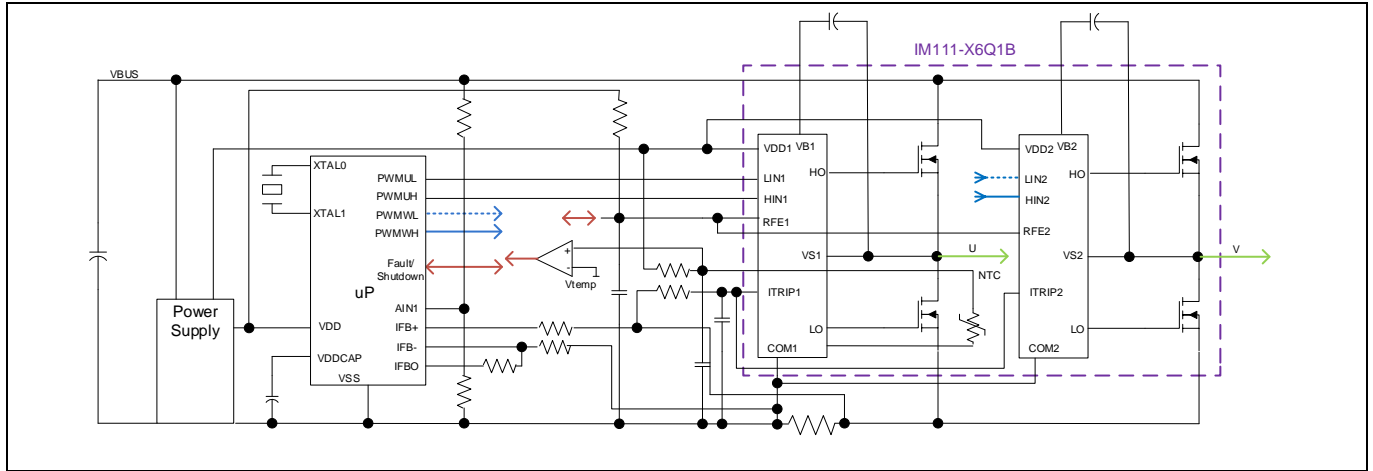 IM111-X6Q1B
VBUS
XTAL0
XTAL1
PWMUL
PWMUH
PWMWL
PWMWH
Fault/
Shutdown
uP
AIN1
VDD
IFB+
IFB-
VDDCAP
IFBO
VSS
Power
Supply
+
-
Vtemp
VDD1
VB1
LIN1
HO
HIN1
RFE1
VS1
ITRIP1
LO
COM1
U
NTC
VDD2
VB2
LIN2
HO
HIN2
RFE2
VS2
ITRIP2
LO
COM2
V